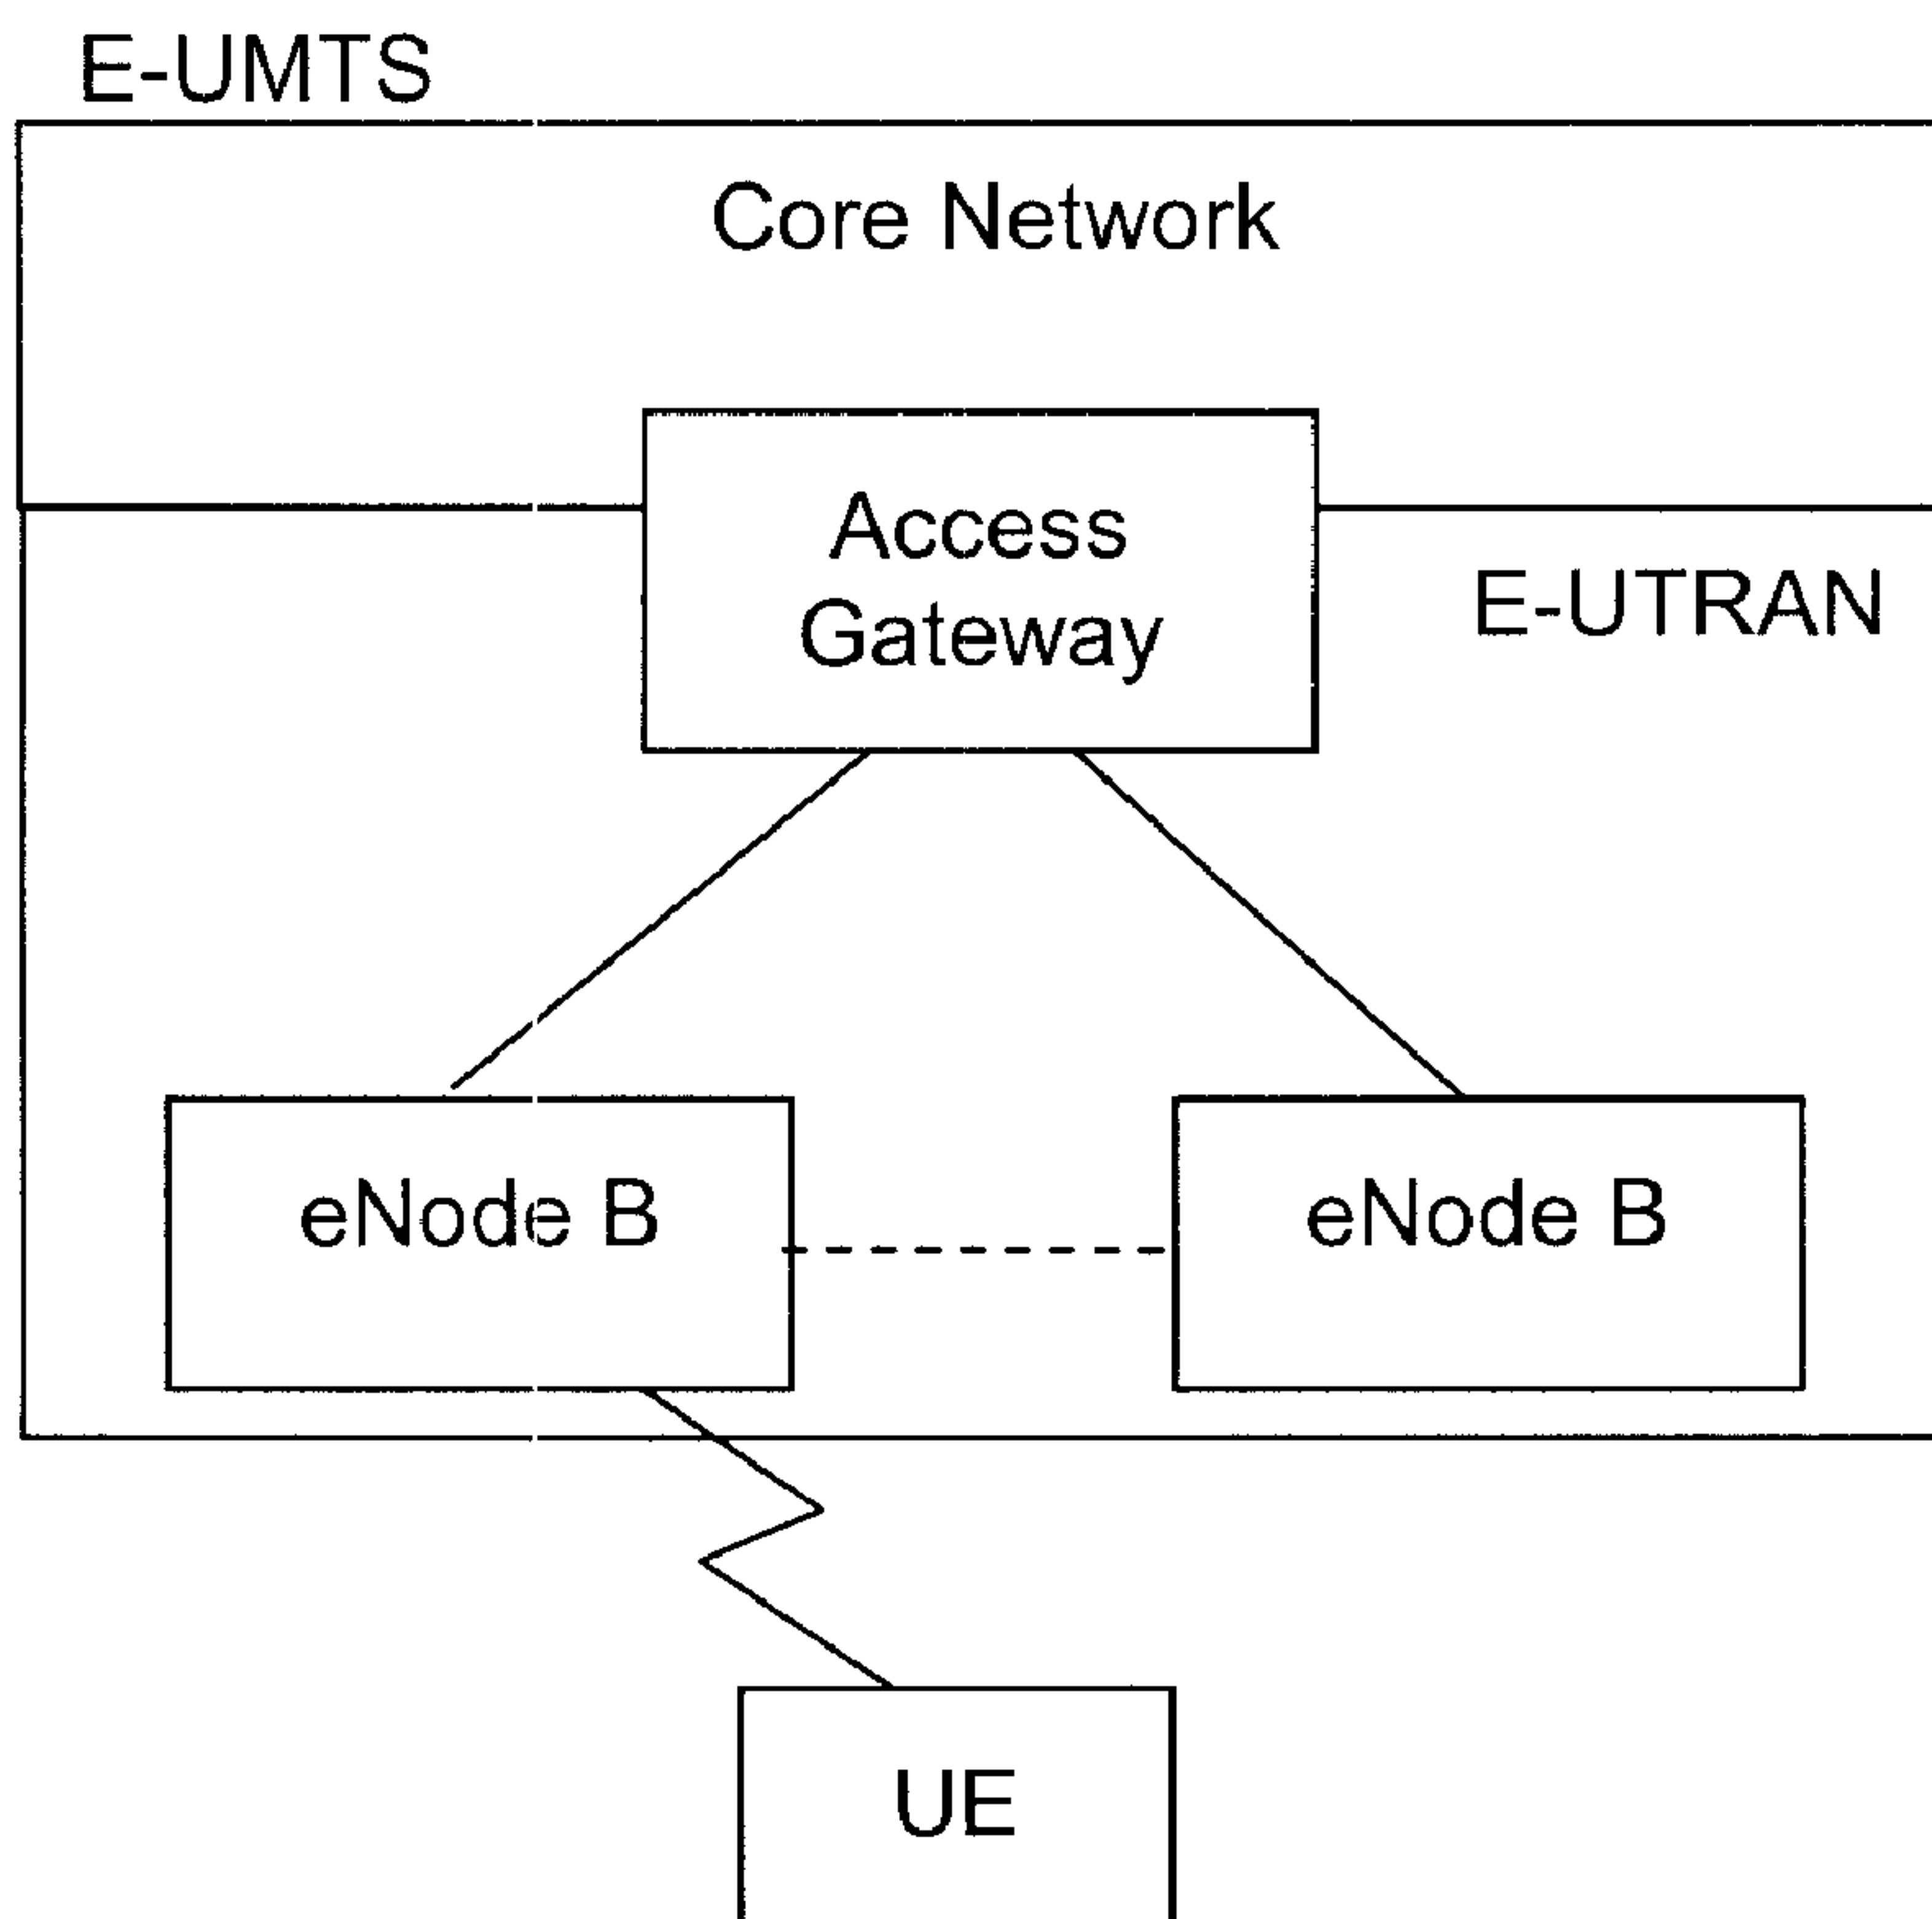 E-UMTS
Core Network
Access
Gateway
E-UTRAN
eNode B
eNode B
UE